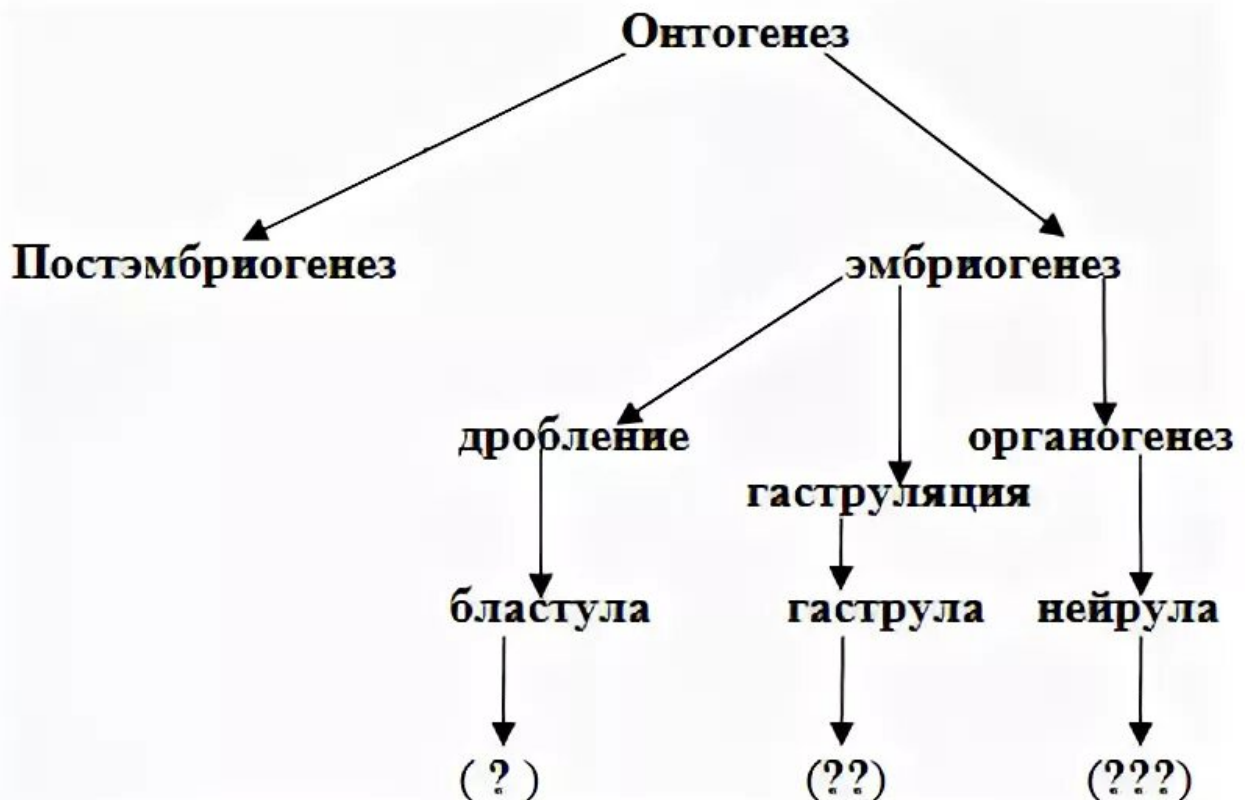 Онтогенез
Постэмбриогенез эмбриогенез
дробление органогенез
гаструляция
бластула гаструла нейрула
( ? ) (??) (???)